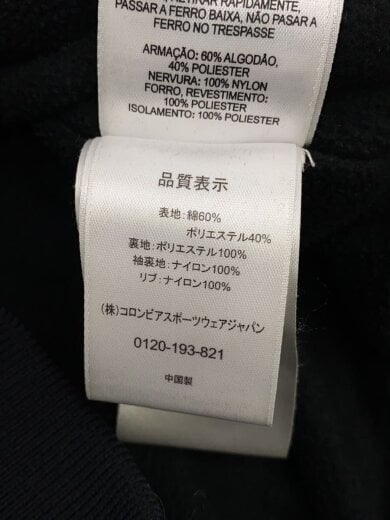 RETIRAR RAPIDAMENTE,
PASSAR A FERRO BAIXA, NÃO PASAR A
FERRO NO TRESPASSE
ARMAÇÃO: 60% ALGODÃO,
40% POLIESTER
NERVURA: 100% NYLON
FORRO, REVESTIMENTO:
100% POLIESTER
ISOLAMENTO: 100% POLIESTER
品質表示
表地:綿60%
ポリエステル40%
裏地:ポリエステル100%
袖裏地:ナイロン100%
リブ:ナイロン100%
(株)コロンビアスポーツウェアジャパン
0120-193-821
中国製